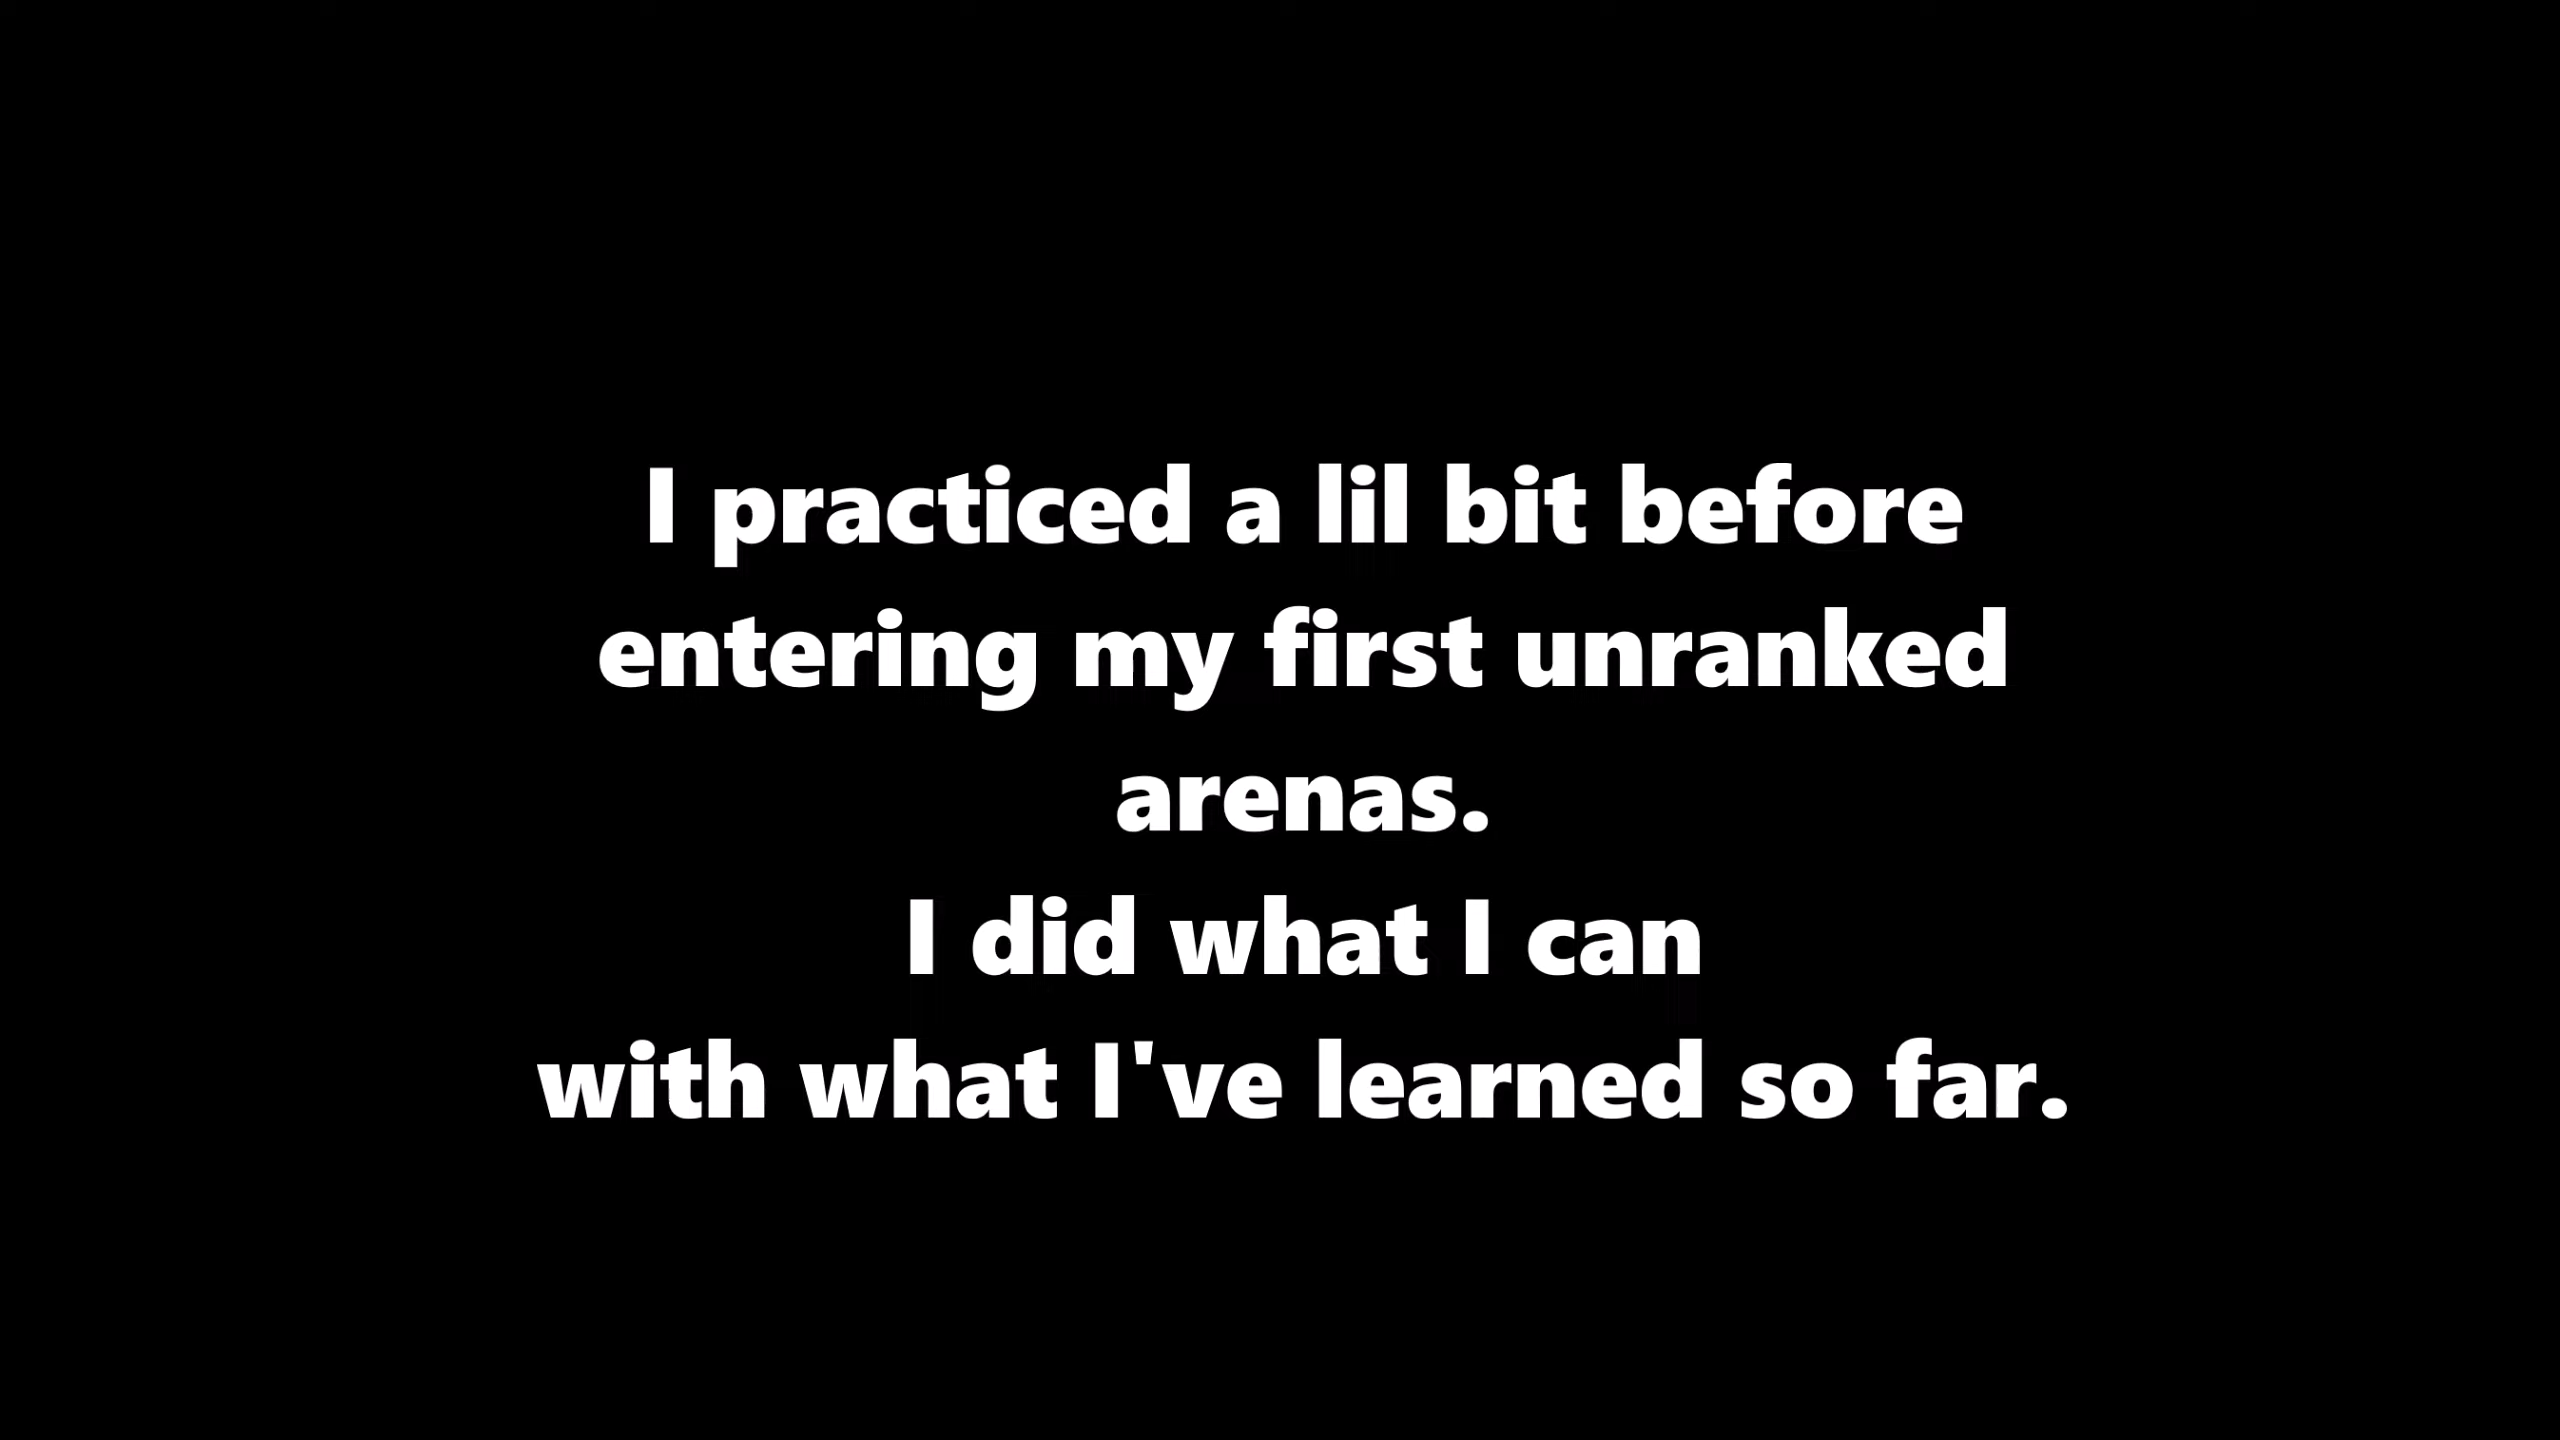 I practiced a lil bit before
entering my first unranked
arenas.
I did what I can
with what I've learned so far.